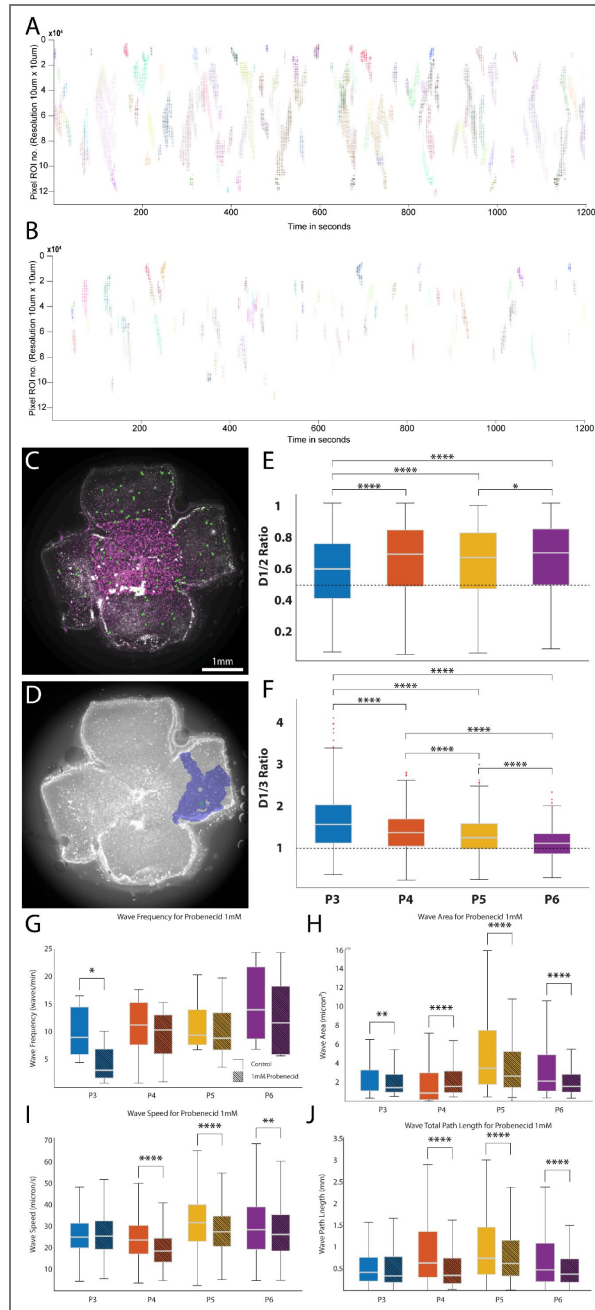 A
x10⁴
0
2
4
6
8
10
12
Pixel ROI no. (Resolution 10um x 10um)
200
400
600
800
1000
1200
Time in seconds
B
x10⁴
0
2
4
6
8
10
12
Pixel ROI no. (Resolution 10um x 10um)
200
400
600
800
1000
1200
Time in seconds
C
1mm
D
E
****
****
****
*
1
0.8
0.6
0.4
0.2
D1/2 Ratio
F
****
****
****
****
****
****
4
3
2
1
D1/3 Ratio
P3
P4
P5
P6
G
Wave Frequency for Probenecid 1mM
25
20
15
10
5
Wave Frequency (waves/min)
*
Control
1mM Probenecid
P3
P4
P5
P6
H
Wave Area for Probenecid 1mM
16
14
12
10
8
6
4
2
Wave Area (micron²)
**
****
****
****
P3
P4
P5
P6
I
Wave Speed for Probenecid 1mM
80
70
60
50
40
30
20
10
Wave Speed (micron/s)
****
****
**
P3
P4
P5
P6
J
Wave Total Path Length for Probenecid 1mM
3.5
3
2.5
2
1.5
1
0.5
Wave Path Lneght (mm)
****
****
****
P3
P4
P5
P6